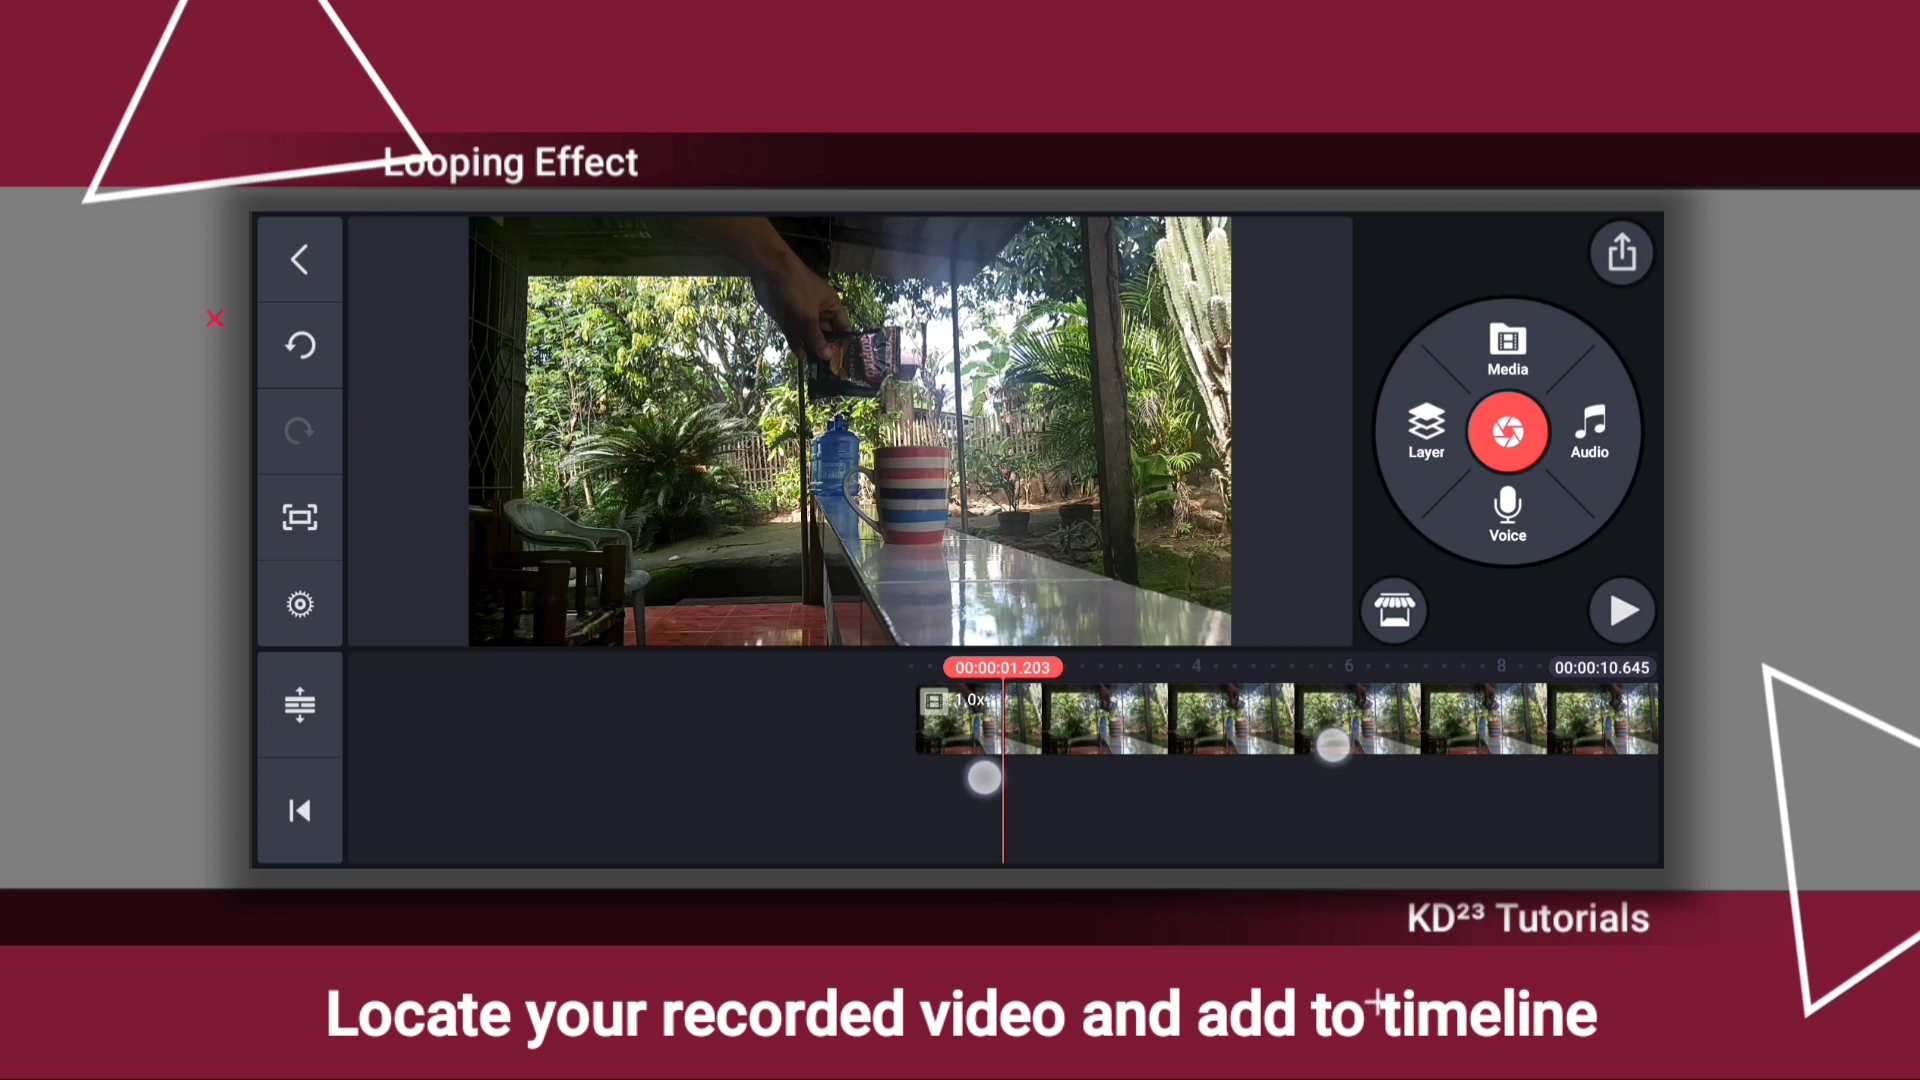 Looping Effect
Media
Layer
Audio
Voice
00:00:01.203
4
6
8
00:00:10.645
1.0x
KD²³ Tutorials
Locate your recorded video and add to timeline